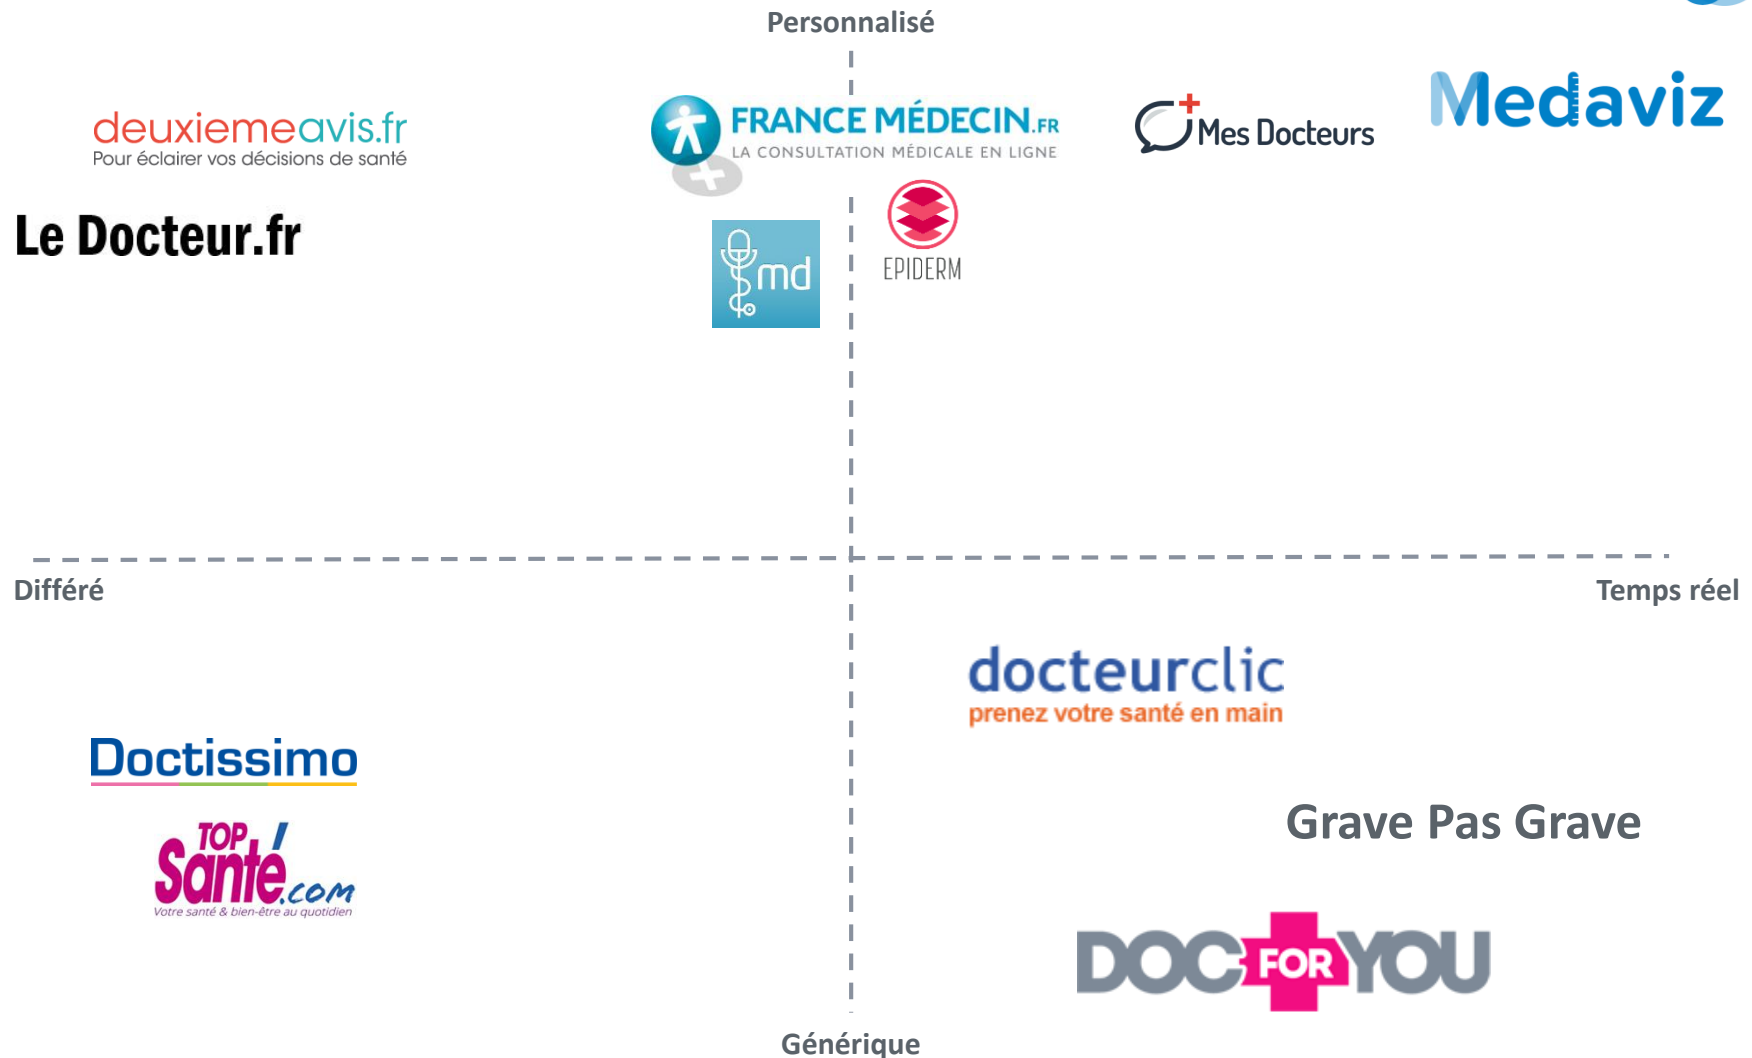 Personnalisé
deuxiemeavis.fr
Pour éclairer vos décisions de santé
FRANCE MÉDECIN.FR
LA CONSULTATION MÉDICALE EN LIGNE
Mes Docteurs
Medaviz
Le Docteur.fr
md
EPIDERM
Différé
Temps réel
docteurclic
prenez votre santé en main
Doctissimo
TOP
Santé.com
Votre santé & bien-être au quotidien
Grave Pas Grave
DOC FOR YOU
Générique